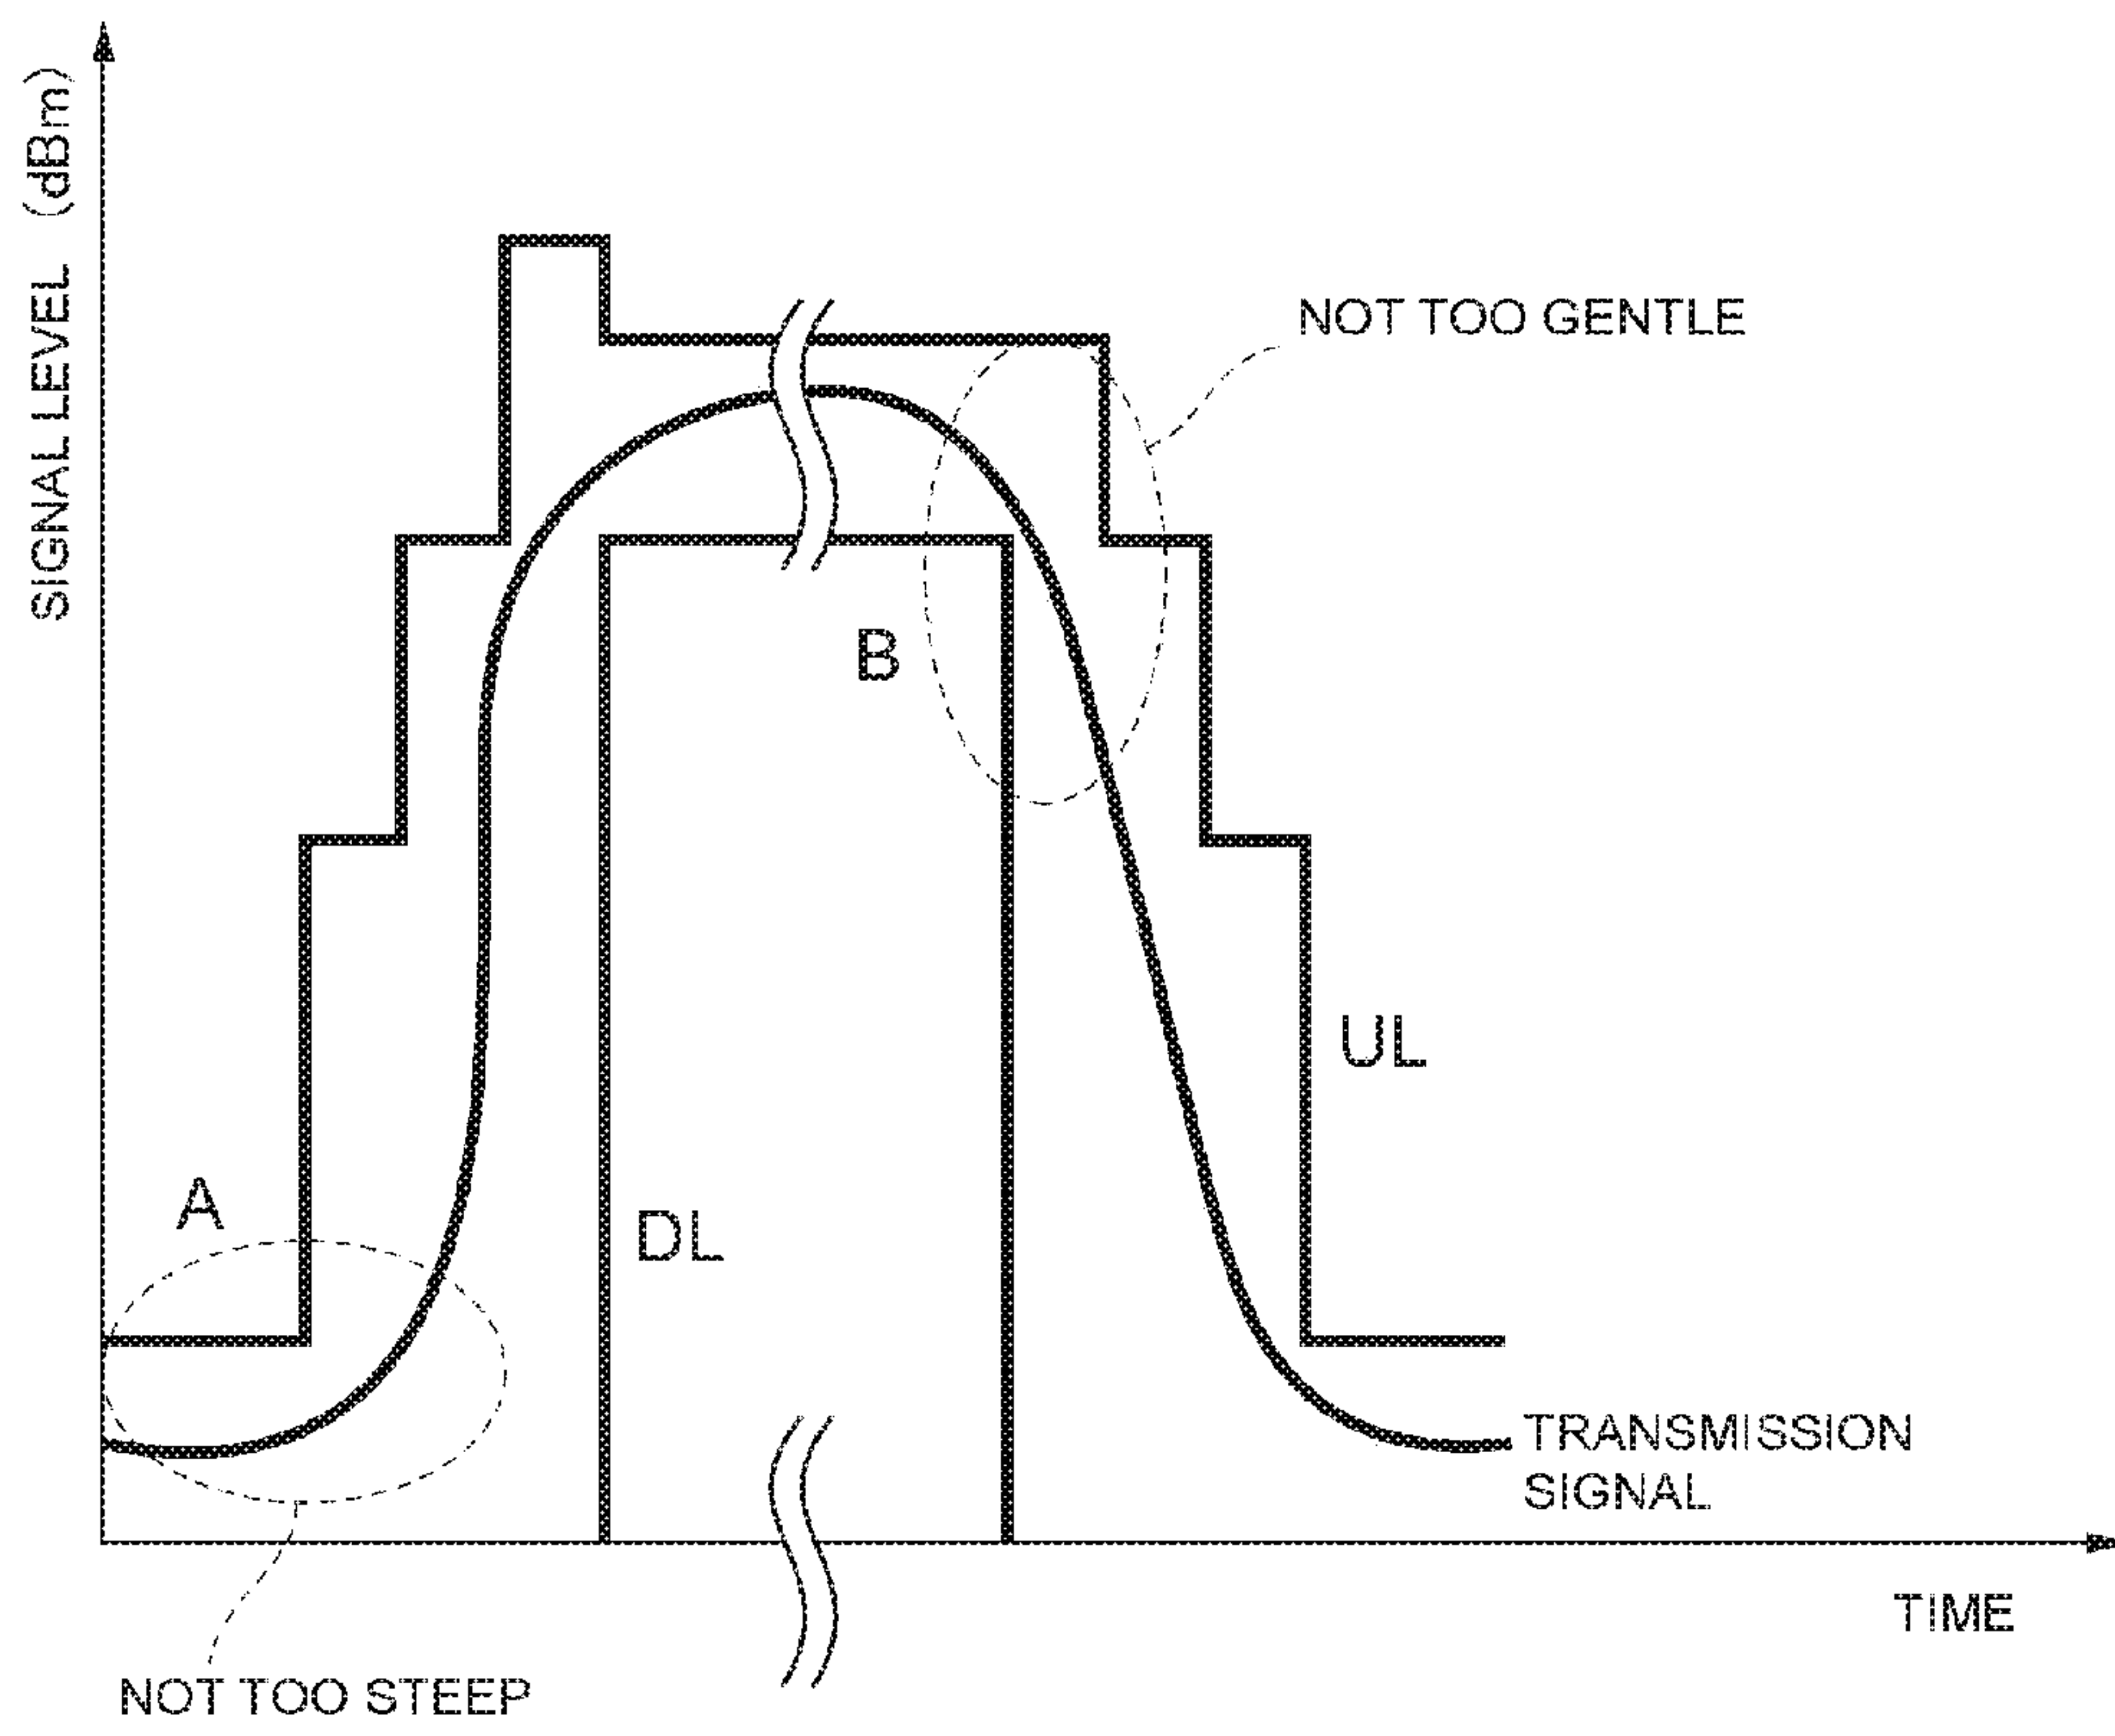 SIGNAL LEVEL (dBm)
NOT TOO GENTLE
B
UL
A
DL
TRANSMISSION
SIGNAL
TIME
NOT TOO STEEP